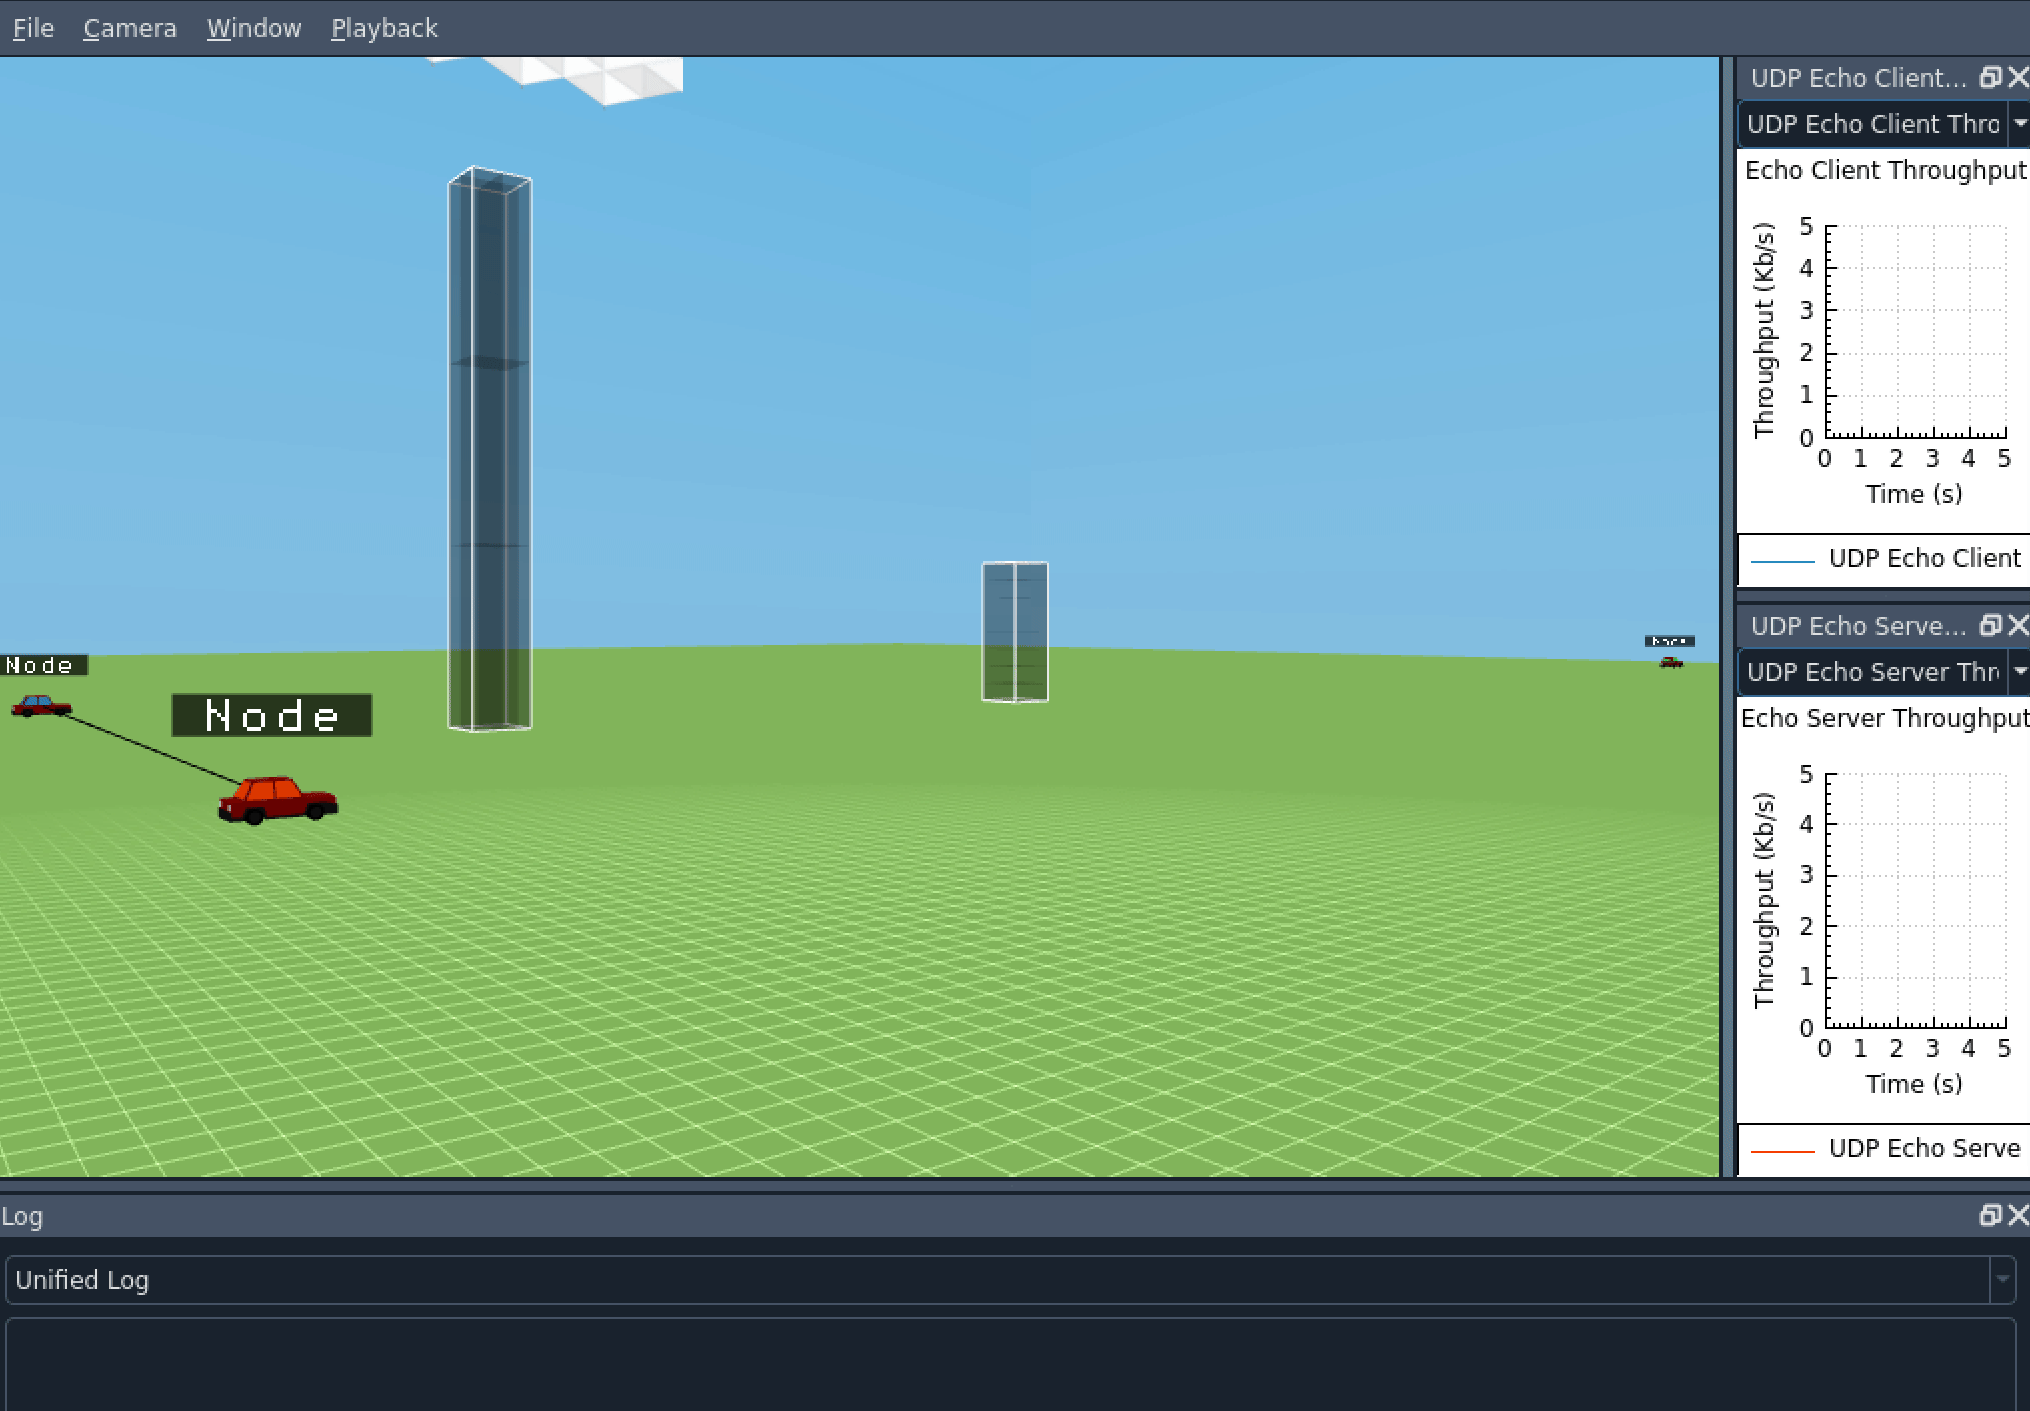 File Camera Window Playback
UDP Echo Client...
UDP Echo Client Thro
Echo Client Throughput
Throughput (Kb/s)
5
4
3
2
1
0
0 1 2 3 4 5
Time (s)
UDP Echo Client
UDP Echo Serve...
UDP Echo Server Thr
Echo Server Throughput
Throughput (Kb/s)
5
4
3
2
1
0
0 1 2 3 4 5
Time (s)
UDP Echo Serve
Node
Node
Log
Unified Log